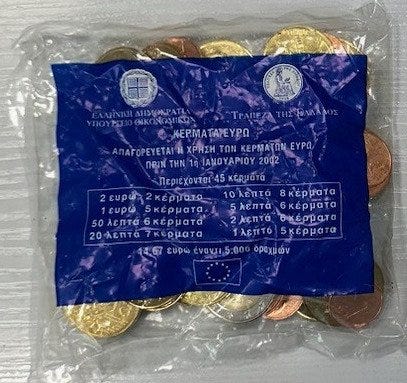 ΕΛΛΗΝΙΚΗ ΔΗΜΟΚΡΑΤΙΑ
ΥΠΟΥΡΓΕΙΟ ΟΙΚΟΝΟΜΙΚΩΝ
ΤΡΑΠΕΖΑ ΤΗΣ ΕΛΛΑΔΟΣ
ΚΕΡΜΑΤΑ ΕΥΡΩ
ΑΠΑΓΟΡΕΥΕΤΑΙ Η ΧΡΗΣΗ ΤΩΝ ΚΕΡΜΑΤΩΝ ΕΥΡΩ
ΠΡΙΝ ΤΗΝ 1η ΙΑΝΟΥΑΡΙΟΥ 2002
Περιέχονται 45 κέρματα
2 ευρώ 2 κέρματα 10 λεπτά 8 κέρματα
1 ευρώ 5 κέρματα 5 λεπτά 6 κέρματα
50 λεπτά 6 κέρματα 2 λεπτά 6 κέρματα
20 λεπτά 7 κέρματα 1 λεπτό 5 κέρματα
14,67 ευρώ έναντι 5.000 δραχμών